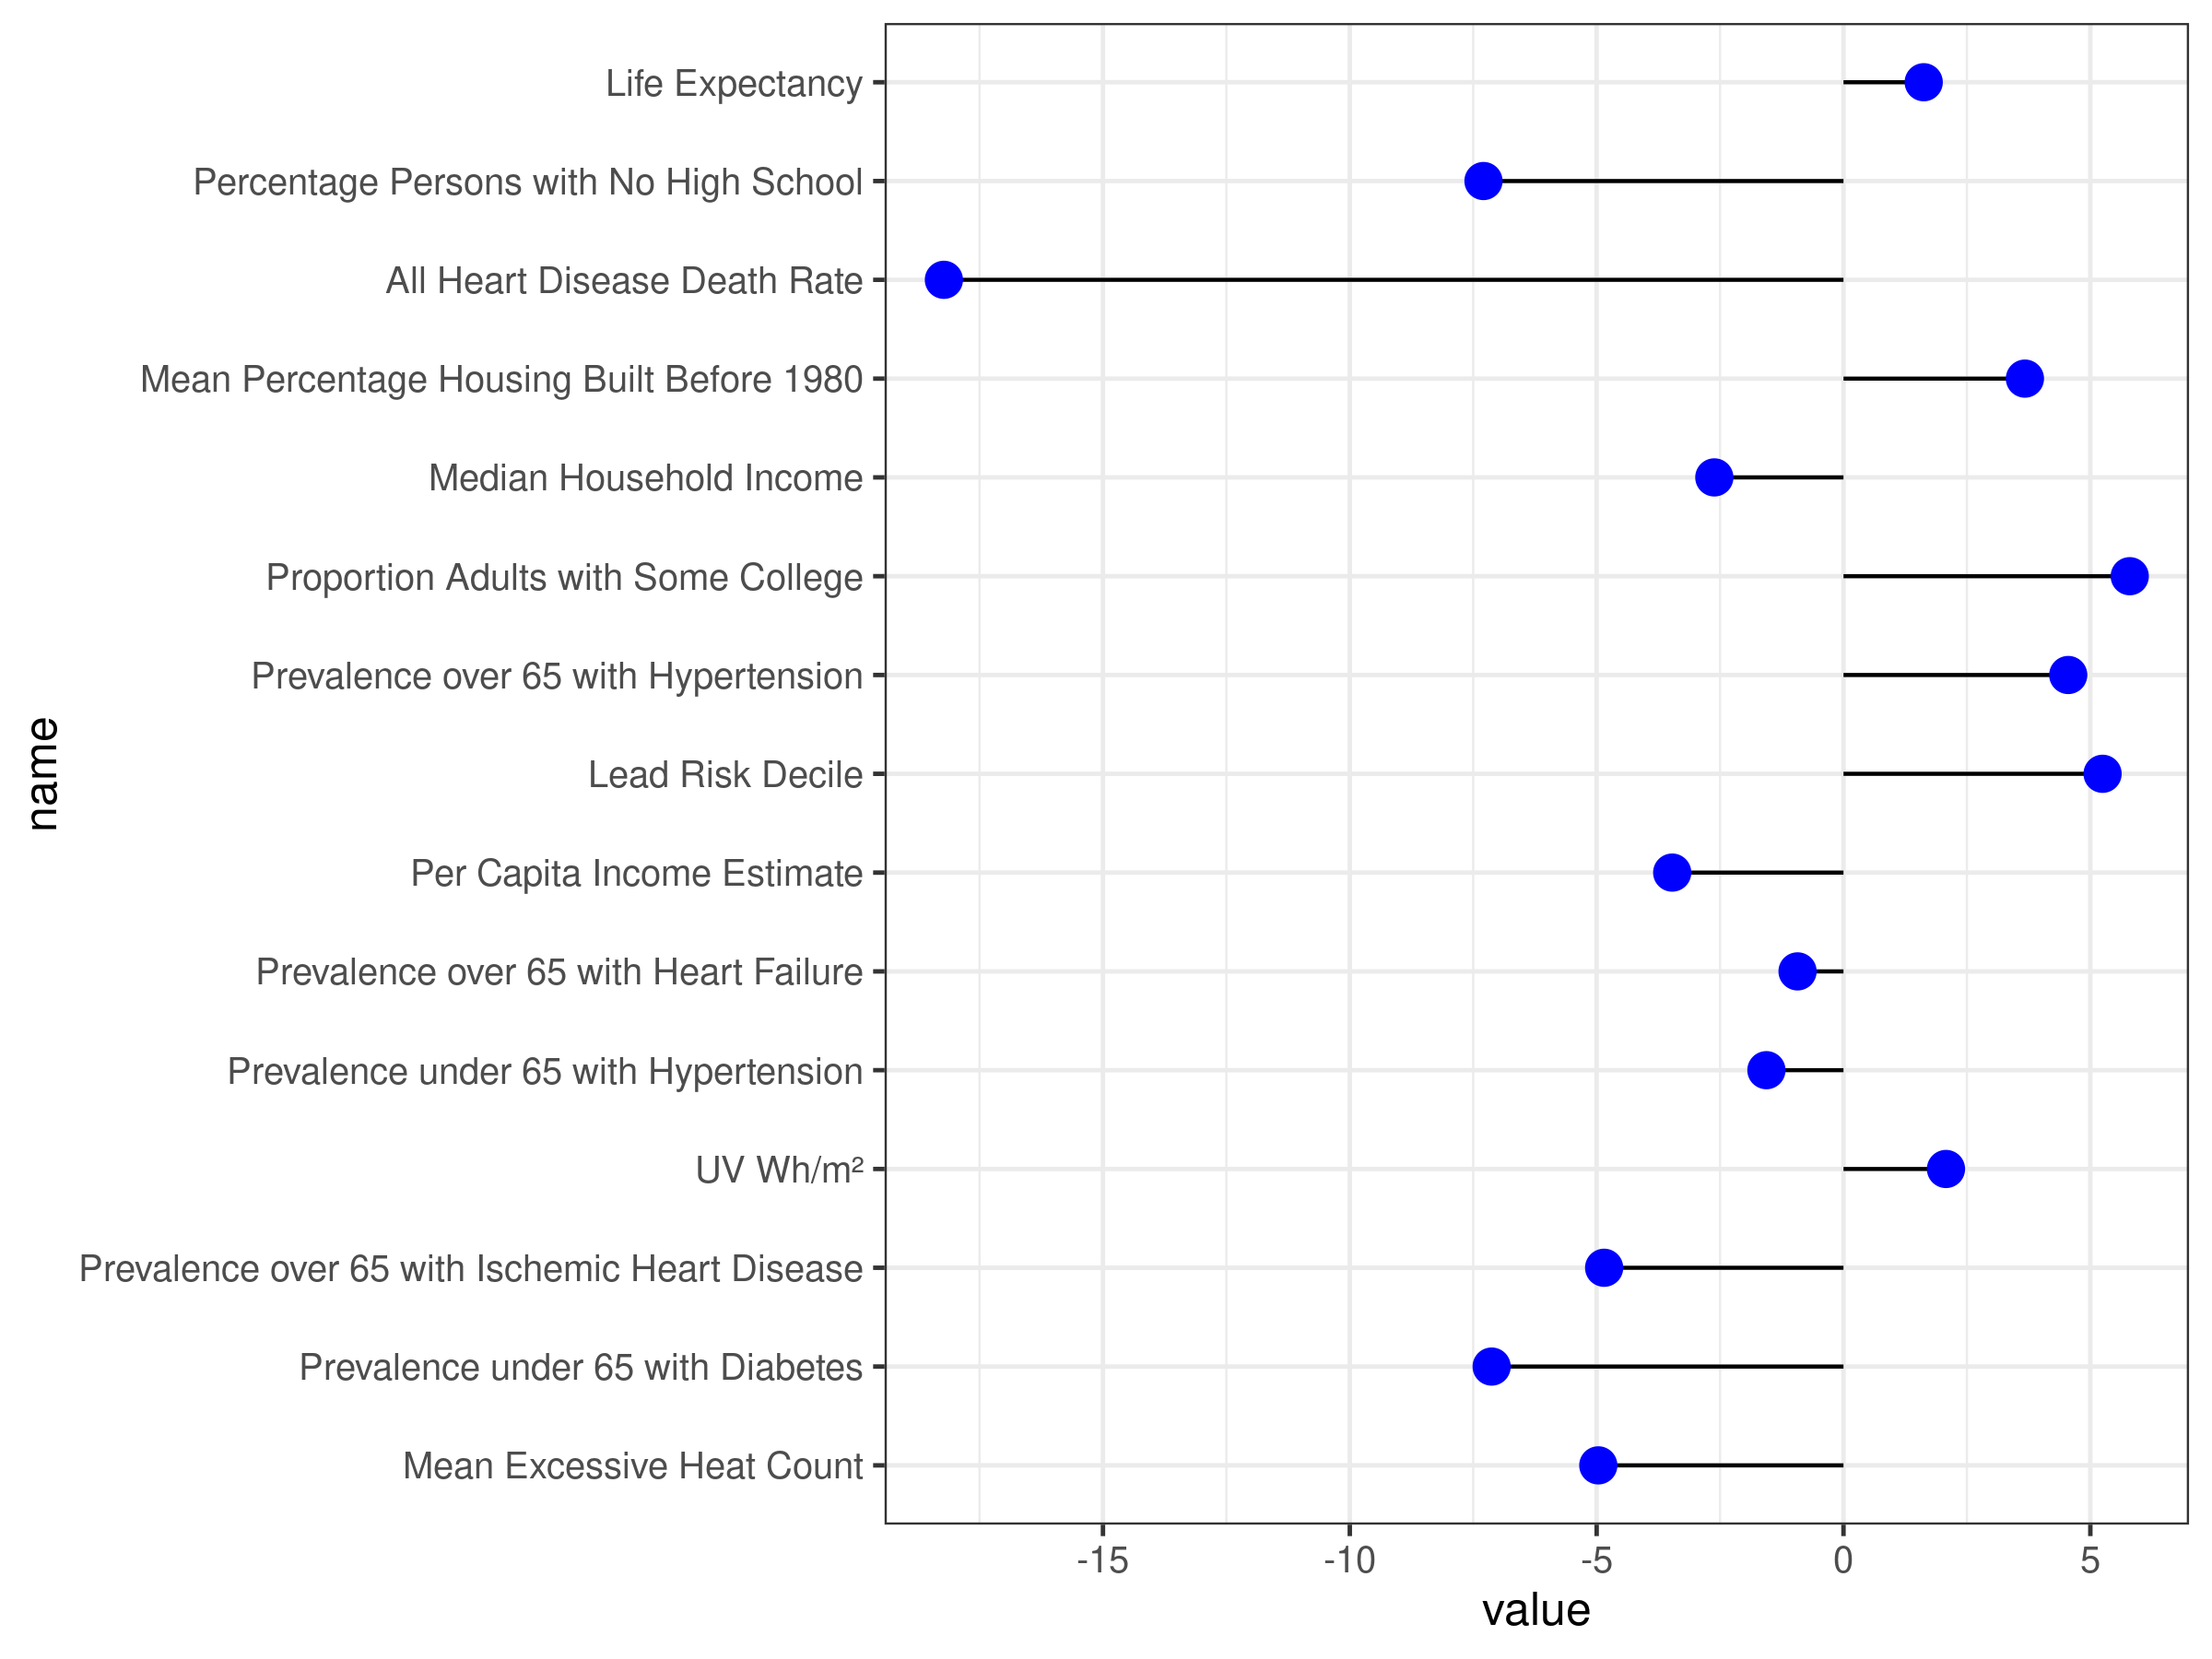 Life Expectancy
Percentage Persons with No High School
All Heart Disease Death Rate
Mean Percentage Housing Built Before 1980
Median Household Income
Proportion Adults with Some College
Prevalence over 65 with Hypertension
Lead Risk Decile
Per Capita Income Estimate
Prevalence over 65 with Heart Failure
Prevalence under 65 with Hypertension
UV Wh/m²
Prevalence over 65 with Ischemic Heart Disease
Prevalence under 65 with Diabetes
Mean Excessive Heat Count
name
-15 -10 -5 0 5
value